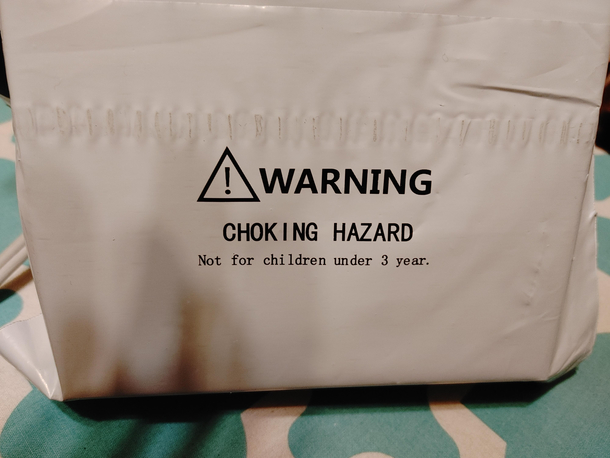 WARNING
CHOKING HAZARD
Not for children under 3 year.